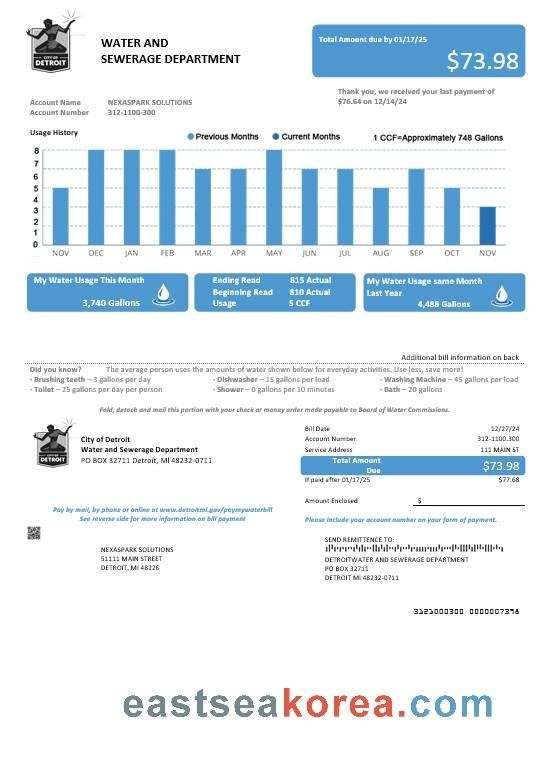 CITY OF
DETROIT
WATER AND
SEWERAGE DEPARTMENT
Total Amount due by 01/17/25
$73.98
Thank you, we received your last payment of
$76.64 on 12/14/24
Account Name NEXASPARK SOLUTIONS
Account Number 312-1100-300
Usage History
Previous Months Current Months 1 CCF=Approximately 748 Gallons
8
7
6
5
4
3
2
1
0
NOV DEC JAN FEB MAR APR MAY JUN JUL AUG SEP OCT NOV
My Water Usage This Month
3,740 Gallons
Ending Read 815 Actual
Beginning Read 810 Actual
Usage 5 CCF
My Water Usage same Month
Last Year
4,488 Gallons
Additional bill information on back
Did you know? The average person uses the amounts of water shown below for everyday activities. Use less, save more!
- Brushing teeth – 3 gallons per day - Dishwasher – 15 gallons per load - Washing Machine – 45 gallons per load
- Toilet – 25 gallons per day per person - Shower – 0 gallons per 10 minutes - Bath – 20 gallons
Fold, detach and mail this portion with your check or money order made payable to Board of Water Commissions.
CITY OF
DETROIT
City of Detroit
Water and Sewerage Department
PO BOX 32711 Detroit, MI 48232-0711
Bill Date 12/27/24
Account Number 312-1100.300
Service Address 111 MAIN ST
Total Amount
Due
$73.98
If paid after 01/17/25 $77.68
Amount Enclosed $
Pay by mail, by phone or online at www.detroitmi.gov/paymywaterbill
See reverse side for more information on bill payment
Please include your account number on your form of payment.
NEXASPARK SOLUTIONS
51111 MAIN STREET
DETROIT, MI 48226
SEND REMITTANCE TO:
DETROITWATER AND SEWERAGE DEPARTMENT
PO BOX 32711
DETROIT MI 48232-0711
3121000300 0000007398
eastseakorea.com